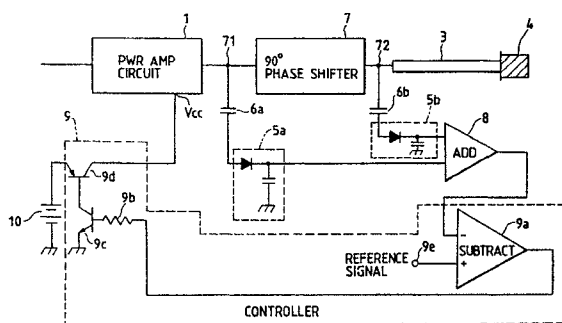 1
71
7
72
3
4
PWR AMP
CIRCUIT
90°
PHASE SHIFTER
6a
6b
Vcc
5b
8
5a
ADD
9
9d
10
9b
9c
9a
REFERENCE
SIGNAL
9e
-
+
SUBTRACT
CONTROLLER